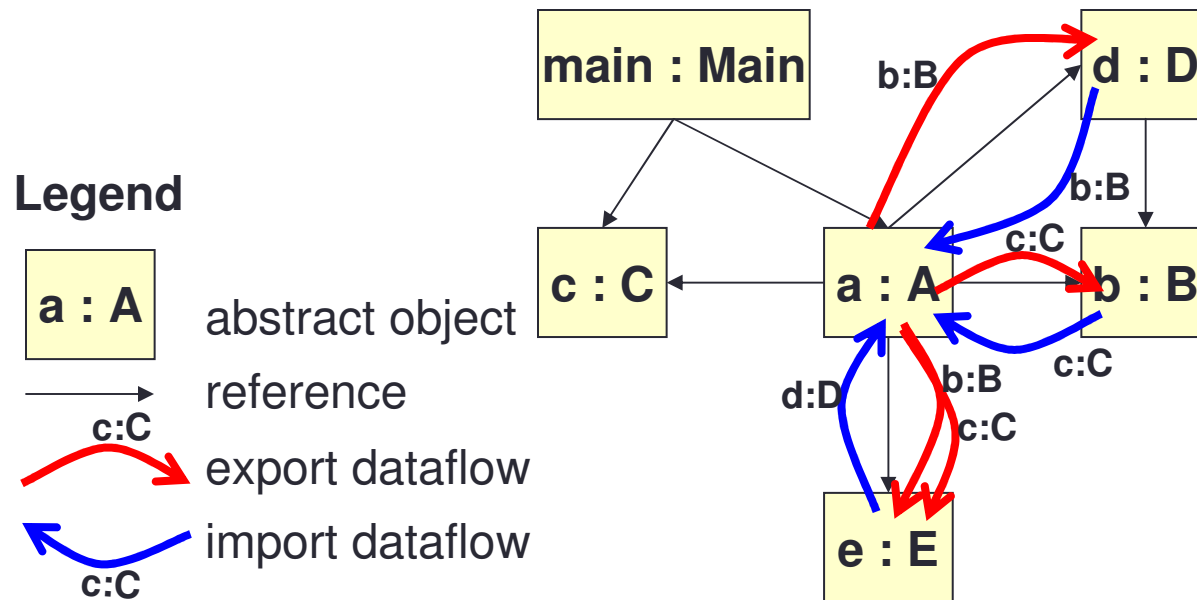 Legend
a : A
abstract object
reference
c:C
export dataflow
import dataflow
c:C
main : Main
d : D
b:B
b:B
c:C
c : C
a : A
b : B
c:C
d:D
b:B
c:C
e : E